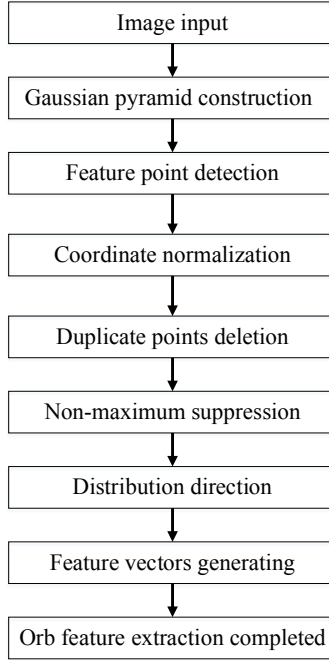 Image input
Gaussian pyramid construction
Feature point detection
Coordinate normalization
Duplicate points deletion
Non-maximum suppression
Distribution direction
Feature vectors generating
Orb feature extraction completed